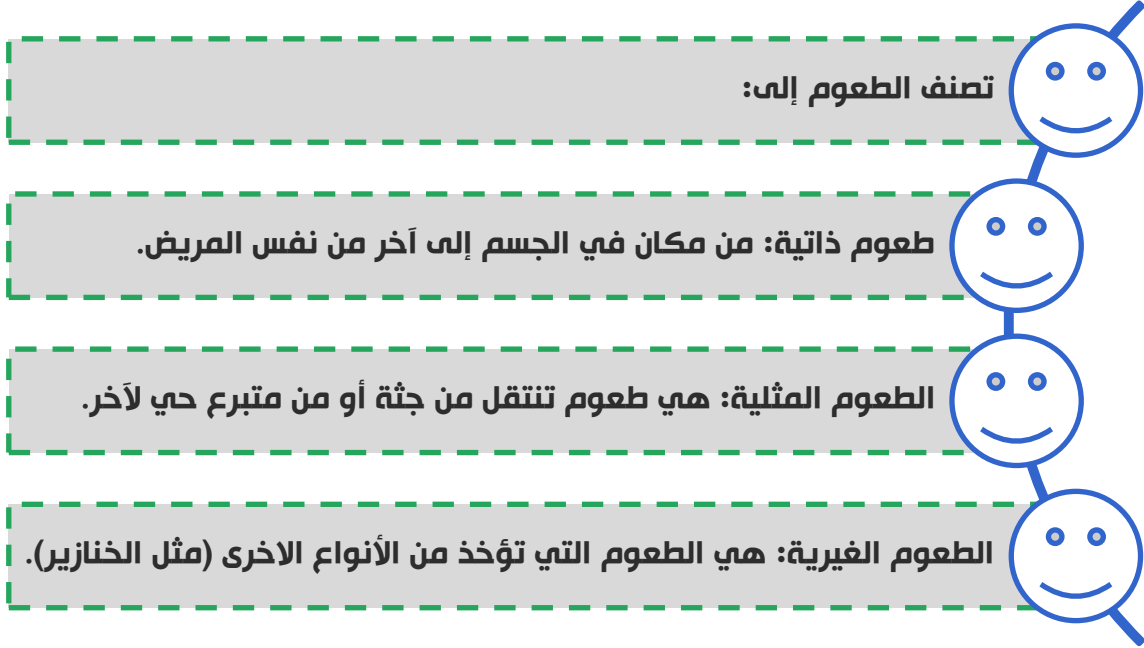 تصنف الطعوم إلى:
طعوم ذاتية: من مكان في الجسم إلى آخر من نفس المريض.
الطعوم المثلية: هي طعوم تنتقل من جثة أو من متبرع حي لآخر.
الطعوم الغيرية: هي الطعوم التي تؤخذ من الأنواع الاخرى (مثل الخنازير).